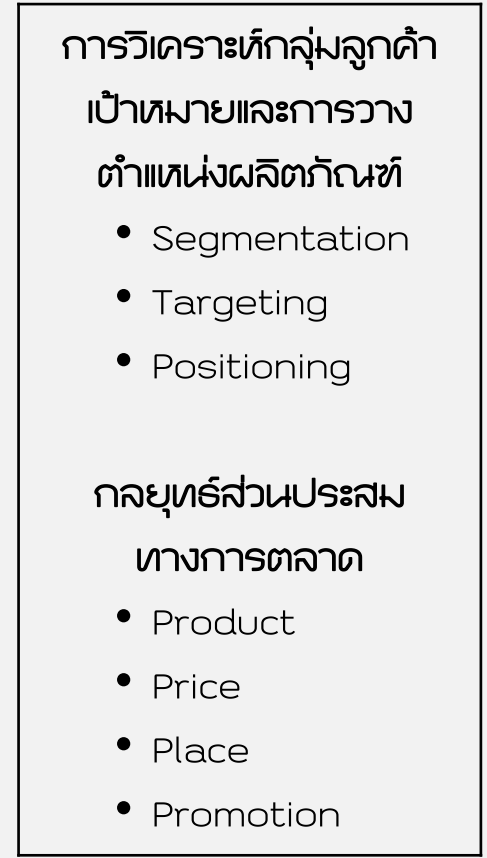 การวิเคราะห์กลุ่มลูกค้า
เป้าหมายและการวาง
ตำแหน่งผลิตภัณฑ์
• Segmentation
• Targeting
• Positioning
กลยุทธ์ส่วนประสม
ทางการตลาด
• Product
• Price
• Place
• Promotion